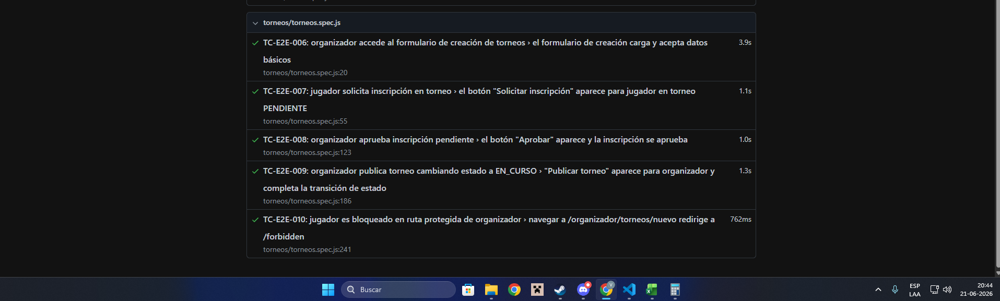 torneos/torneos.spec.js
TC-E2E-006: organizador accede al formulario de creación de torneos › el formulario de creación carga y acepta datos 3.9s
básicos
torneos/torneos.spec.js:20
TC-E2E-007: jugador solicita inscripción en torneo › el botón "Solicitar inscripción" aparece para jugador en torneo 1.1s
PENDIENTE
torneos/torneos.spec.js:55
TC-E2E-008: organizador aprueba inscripción pendiente › el botón "Aprobar" aparece y la inscripción se aprueba 1.0s
torneos/torneos.spec.js:123
TC-E2E-009: organizador publica torneo cambiando estado a EN_CURSO › "Publicar torneo" aparece para organizador y 1.3s
completa la transición de estado
torneos/torneos.spec.js:186
TC-E2E-010: jugador es bloqueado en ruta protegida de organizador › navegar a /organizador/torneos/nuevo redirige a 762ms
/forbidden
torneos/torneos.spec.js:241
Buscar
V
ESP
LAA
20:44
21-06-2026